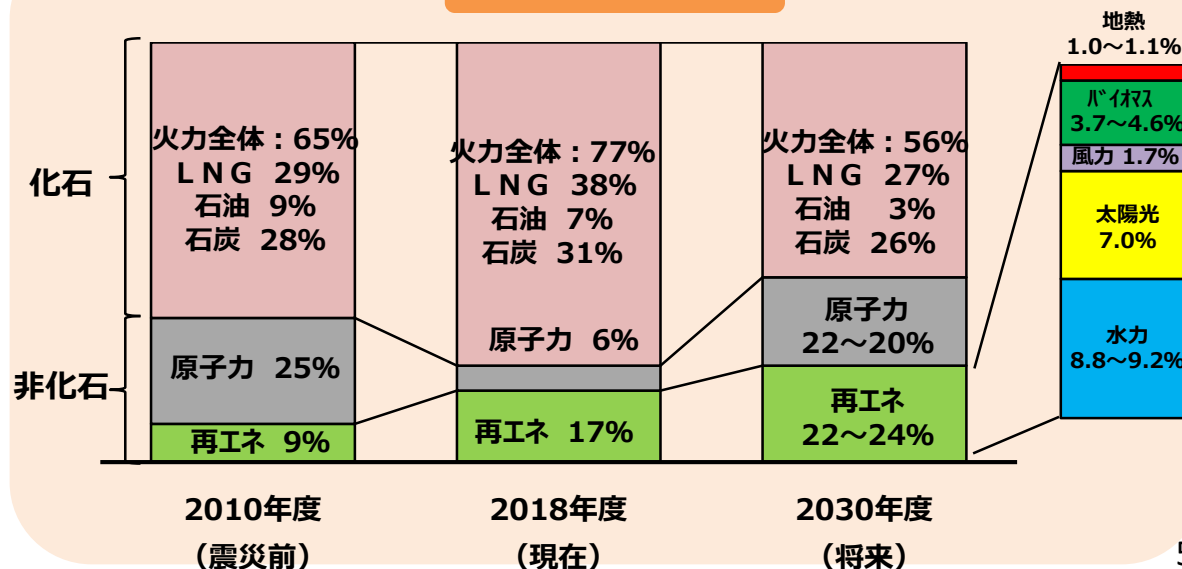 化石
非化石
火力全体：65%
ＬＮＧ 29%
石油 9%
石炭 28%
原子力 25%
再エネ 9%
2010年度
（震災前）
火力全体：77%
ＬＮＧ 38%
石油 7%
石炭 31%
原子力 6%
再エネ 17%
2018年度
（現在）
火力全体：56%
ＬＮＧ 27%
石油 3%
石炭 26%
原子力
22～20%
再エネ
22～24%
2030年度
（将来）
地熱
1.0～1.1%
ﾊﾞｲｵﾏｽ
3.7～4.6%
風力 1.7%
太陽光
7.0%
水力
8.8～9.2%